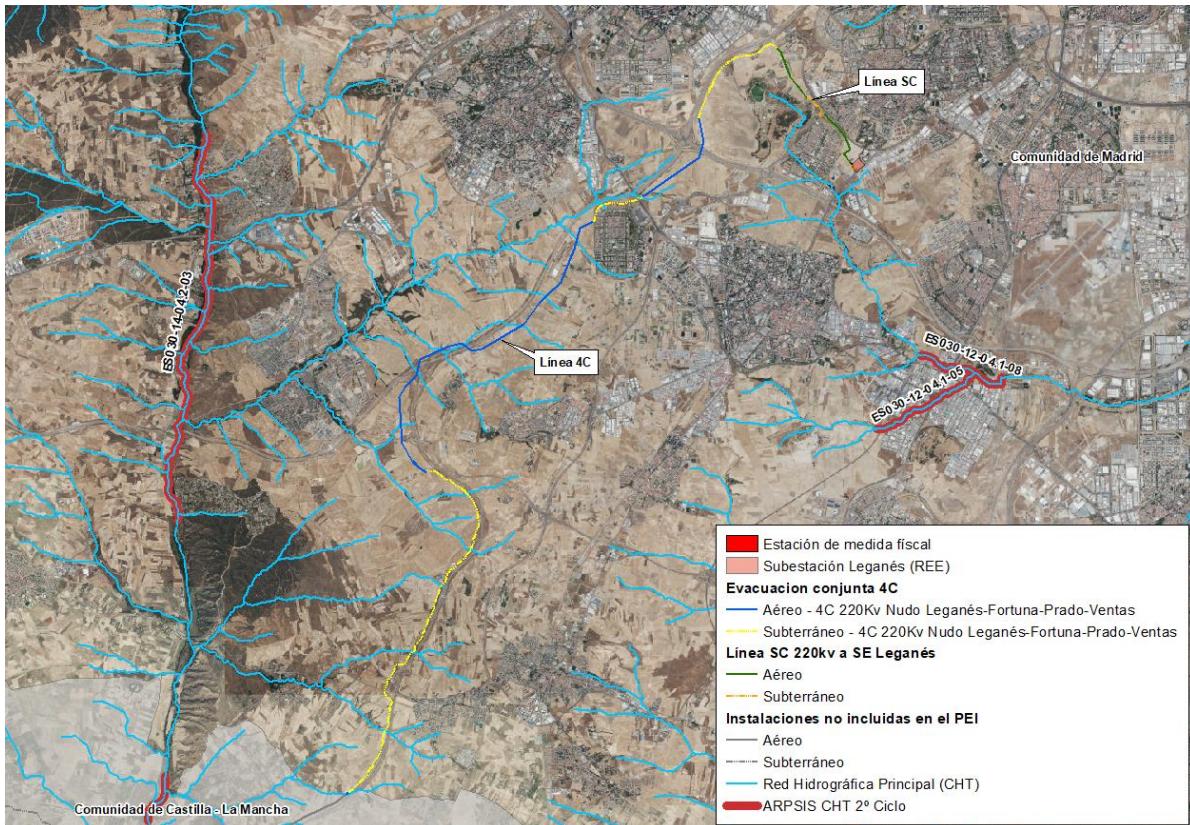 Línea SC
Comunidad de Madrid
ES030-14-04.2-03
Línea 4C
ES030-12-04.1-08
ES030-12-04.1-05
Comunidad de Castilla - La Mancha
Estación de medida físcal
Subestación Leganés (REE)
Evacuacion conjunta 4C
Aéreo - 4C 220Kv Nudo Leganés-Fortuna-Prado-Ventas
Subterráneo - 4C 220Kv Nudo Leganés-Fortuna-Prado-Ventas
Línea SC 220kv a SE Leganés
Aéreo
Subterráneo
Instalaciones no incluidas en el PEI
Aéreo
Subterráneo
Red Hidrográfica Principal (CHT)
ARPSIS CHT 2º Ciclo